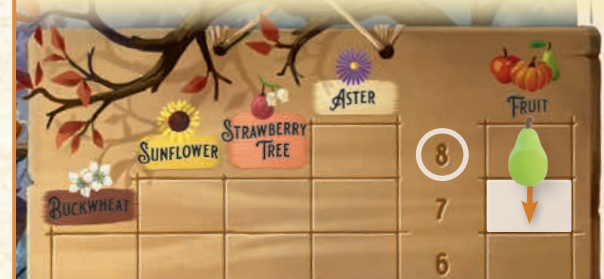 ASTER
FRUIT
SUNFLOWER
STRAWBERRY
TREE
8
BUCKWHEAT
7
6